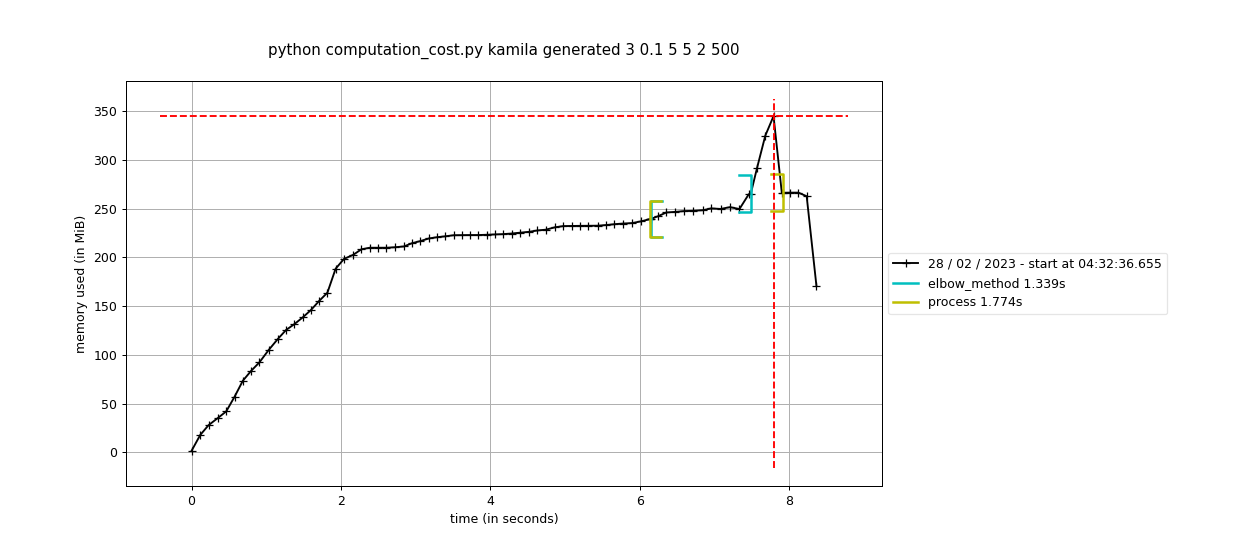 python computation_cost.py kamila generated 3 0.1 5 5 2 500
350
300
250
200
150
100
50
0
memory used (in MiB)
0 2 4 6 8
time (in seconds)
28 / 02 / 2023 - start at 04:32:36.655
elbow_method 1.339s
process 1.774s